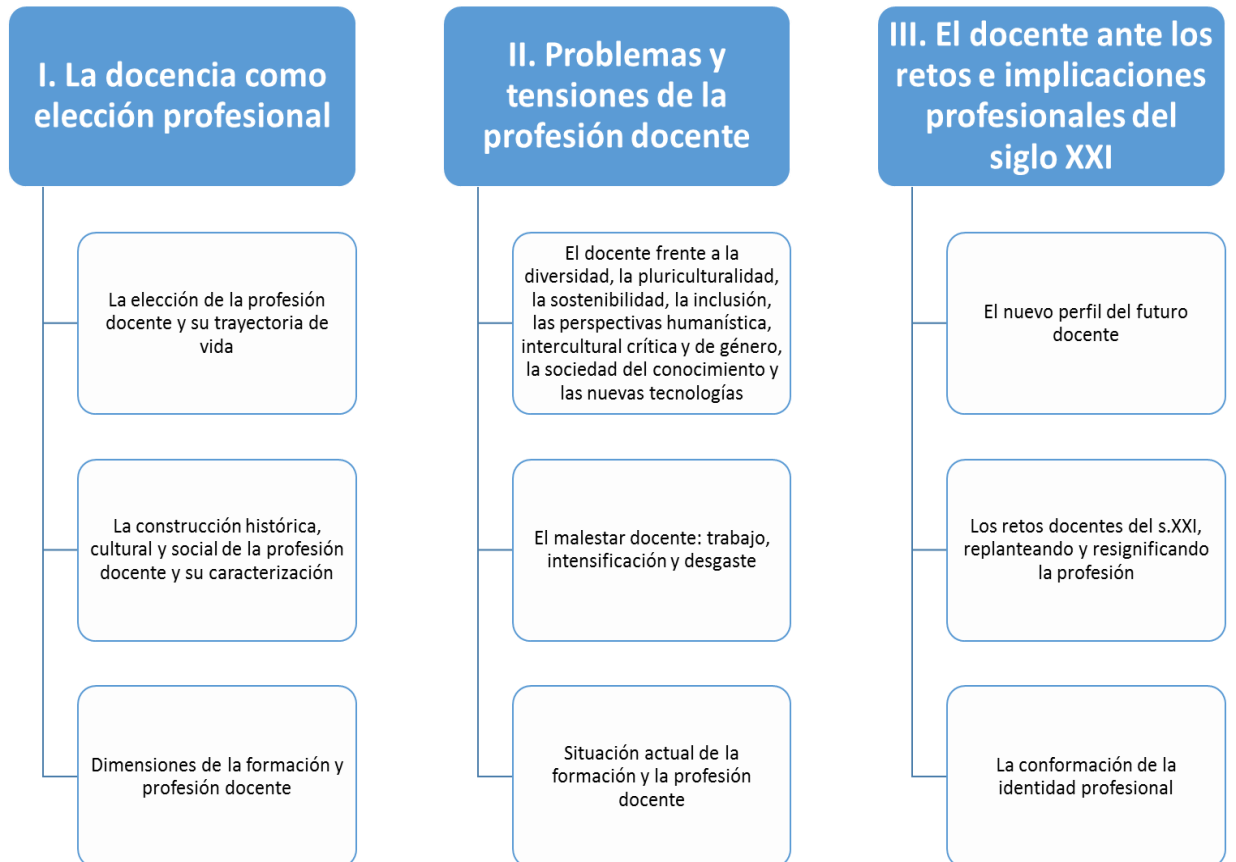 I. La docencia como
elección profesional
La elección de la profesión
docente y su trayectoria de
vida
La construcción histórica,
cultural y social de la profesión
docente y su caracterización
Dimensiones de la formación y
profesión docente
II. Problemas y
tensiones de la
profesión docente
El docente frente a la
diversidad, la pluriculturalidad,
la sostenibilidad, la inclusión,
las perspectivas humanística,
intercultural crítica y de género,
la sociedad del conocimiento y
las nuevas tecnologías
El malestar docente: trabajo,
intensificación y desgaste
Situación actual de la
formación y la profesión
docente
III. El docente ante los
retos e implicaciones
profesionales del
siglo XXI
El nuevo perfil del futuro
docente
Los retos docentes del s.XXI,
replanteando y resignificando
la profesión
La conformación de la
identidad profesional